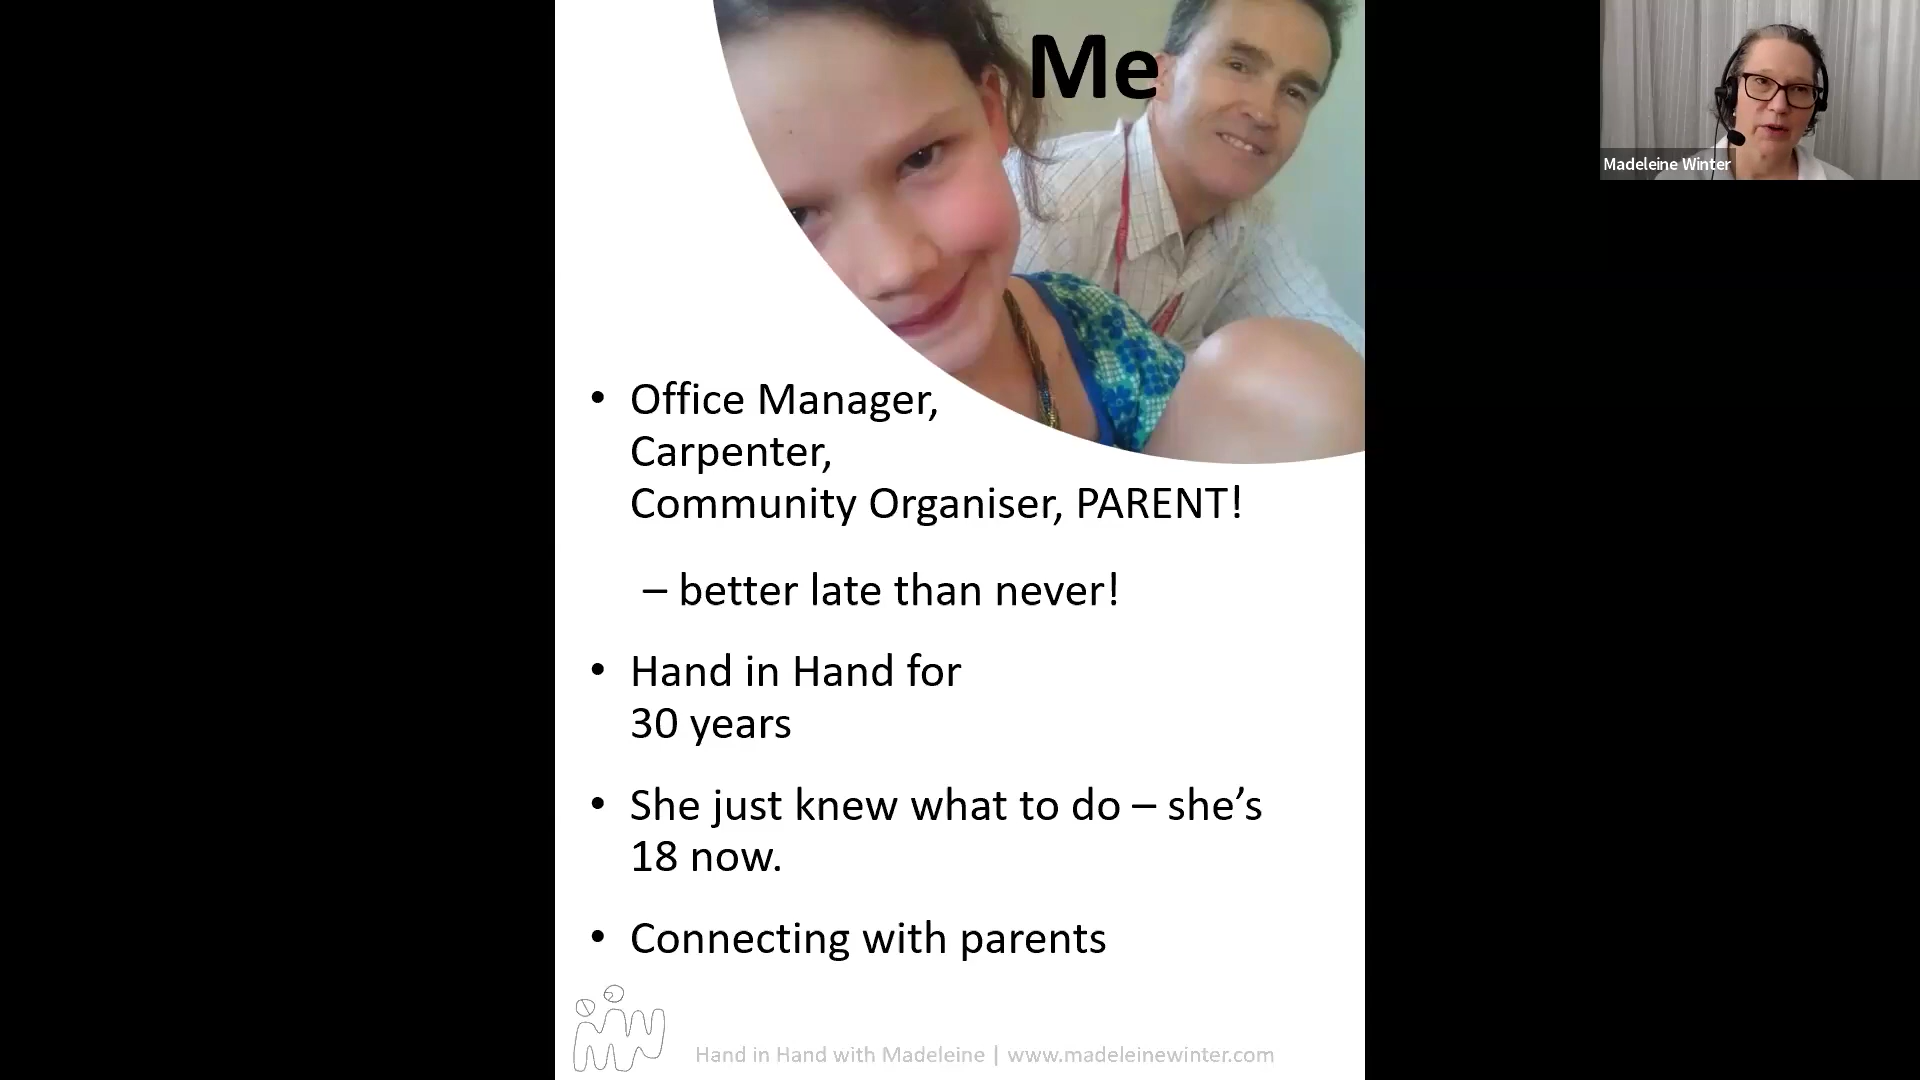 Me
Madeleine Winter
• Office Manager,
Carpenter,
Community Organiser, PARENT!
– better late than never!
• Hand in Hand for
30 years
• She just knew what to do – she’s
18 now.
• Connecting with parents
Hand in Hand with Madeleine | www.madeleinewinter.com